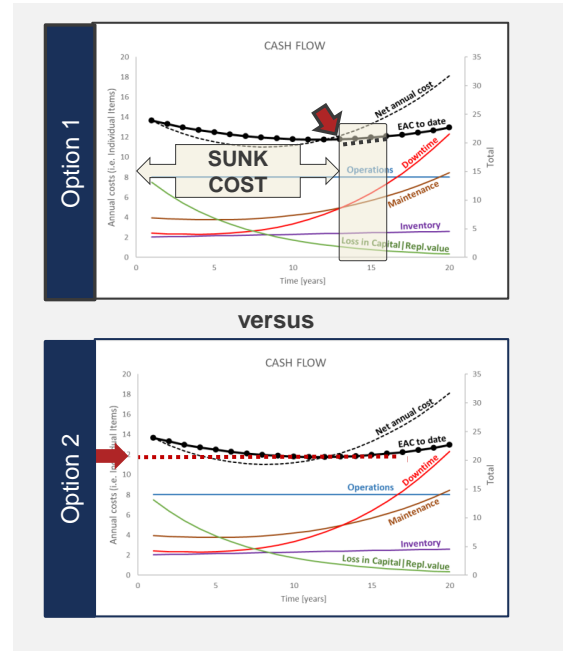 Option 1
CASH FLOW
Annual costs (i.e. Individual Items)
20
18
16
14
12
10
8
6
4
2
0
35
30
25
20
15
10
5
0
Total
Net annual cost
EAC to date
Downtime
SUNK
COST
Operations
Maintenance
Inventory
Loss in Capital|Repl.value
0 5 10 15 20
Time [years]
versus
Option 2
CASH FLOW
Annual costs (i.e. Individual Items)
20
18
16
14
12
10
8
6
4
2
0
35
30
25
20
15
10
5
0
Total
Net annual cost
EAC to date
Downtime
Operations
Maintenance
Inventory
Loss in Capital|Repl.value
0 5 10 15 20
Time [years]